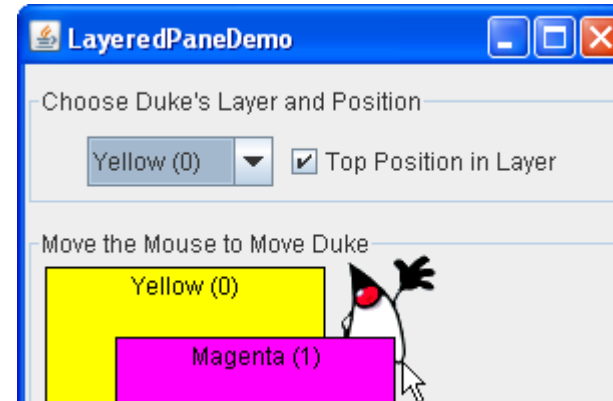 LayeredPaneDemo
Choose Duke's Layer and Position
Yellow (0) Top Position in Layer
Move the Mouse to Move Duke
Yellow (0)
Magenta (1)